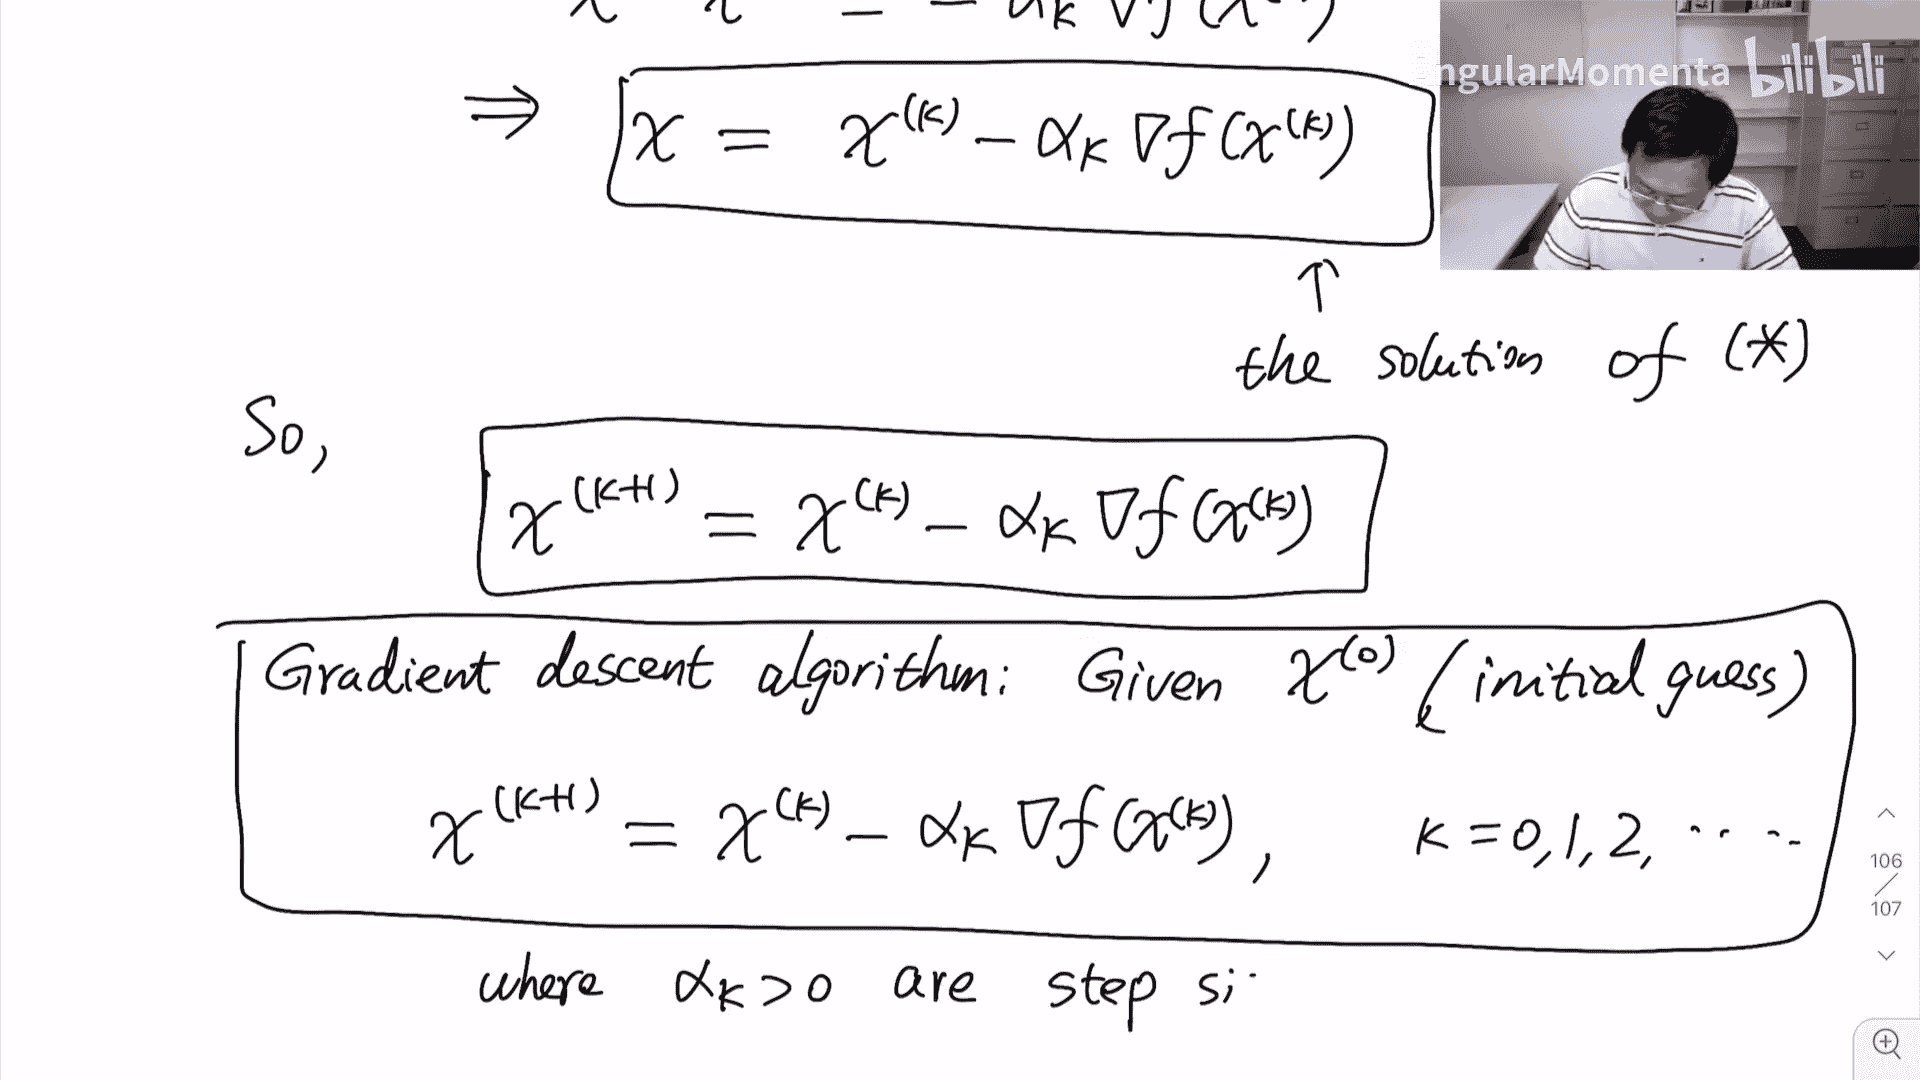 ⇒ x = x^(k) − α_k ∇f(x^(k))
↑
the solution of (*)
So,
x^(k+1) = x^(k) − α_k ∇f(x^(k))
Gradient descent algorithm: Given x^(0) (initial guess)
x^(k+1) = x^(k) − α_k ∇f(x^(k)), k = 0, 1, 2, ·····
where α_k > 0 are step si
ngularMomenta bilibili
106
/
107